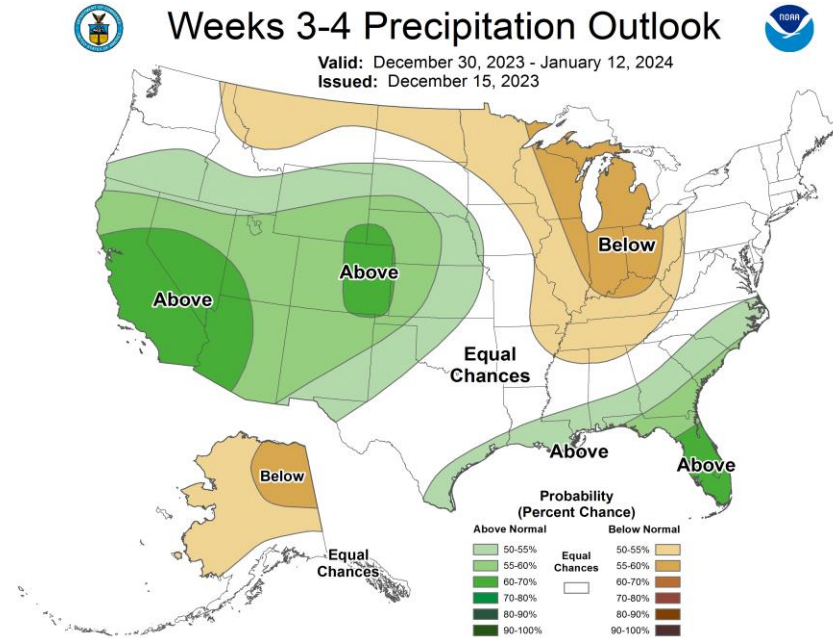 Weeks 3-4 Precipitation Outlook
NOAA
Valid: December 30, 2023 - January 12, 2024
Issued: December 15, 2023
Below
Above
Above
Equal
Chances
Above
Above
Below
Equal
Chances
Probability
(Percent Chance)
Above Normal
Below Normal
50-55%
55-60%
60-70%
70-80%
80-90%
90-100%
Equal
Chances
50-55%
55-60%
60-70%
70-80%
80-90%
90-100%